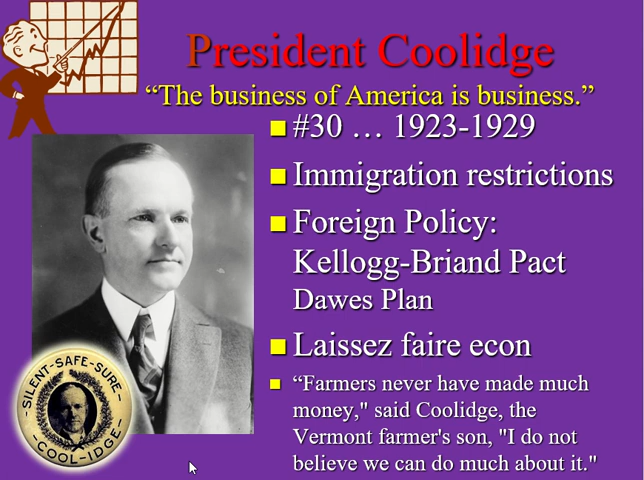 President Coolidge
“The business of America is business.”
#30 … 1923-1929
Immigration restrictions
Foreign Policy:
Kellogg-Briand Pact
Dawes Plan
Laissez faire econ
“Farmers never have made much
money," said Coolidge, the
Vermont farmer's son, "I do not
believe we can do much about it."
SILENT-SAFE-SURE-
-COOL-IDGE-